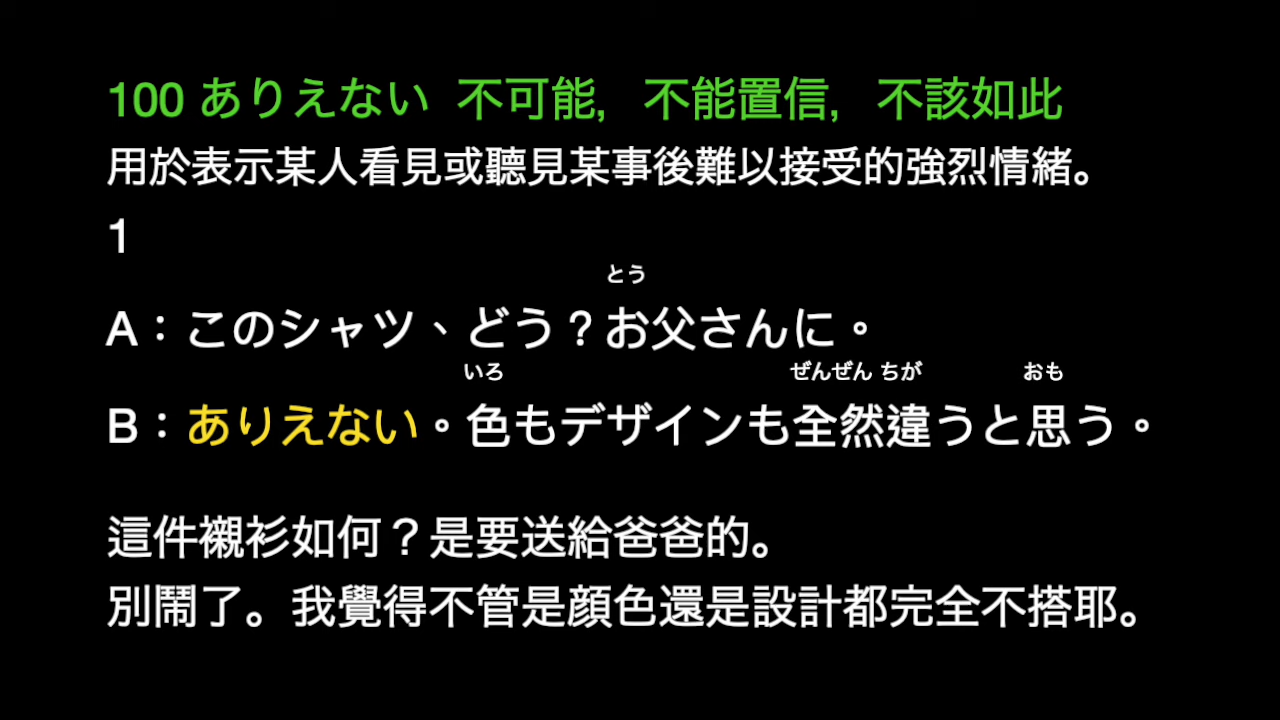 100 ありえない 不可能, 不能置信, 不該如此
用於表示某人看見或聽見某事後難以接受的強烈情緒。
1
とう
A：このシャツ、どう？お父さんに。
いろ ぜんぜん ちが おも
B：ありえない。色もデザインも全然違うと思う。
這件襯衫如何？是要送給爸爸的。
別鬧了。我覺得不管是顏色還是設計都完全不搭耶。